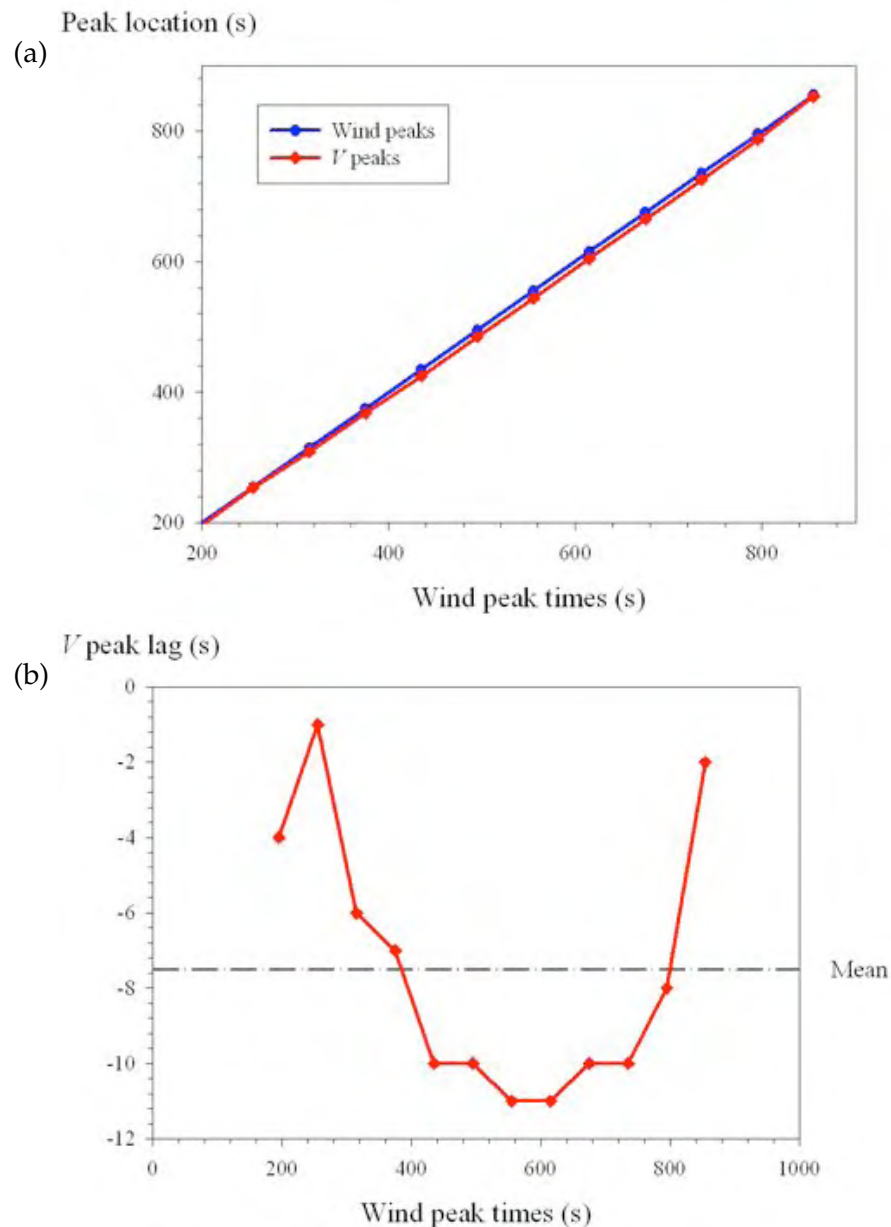 Peak location (s)
(a)
800
600
400
200
Wind peaks
V peaks
200 400 600 800
Wind peak times (s)
V peak lag (s)
(b)
0
-2
-4
-6
-8
-10
-12
Mean
0 200 400 600 800 1000
Wind peak times (s)